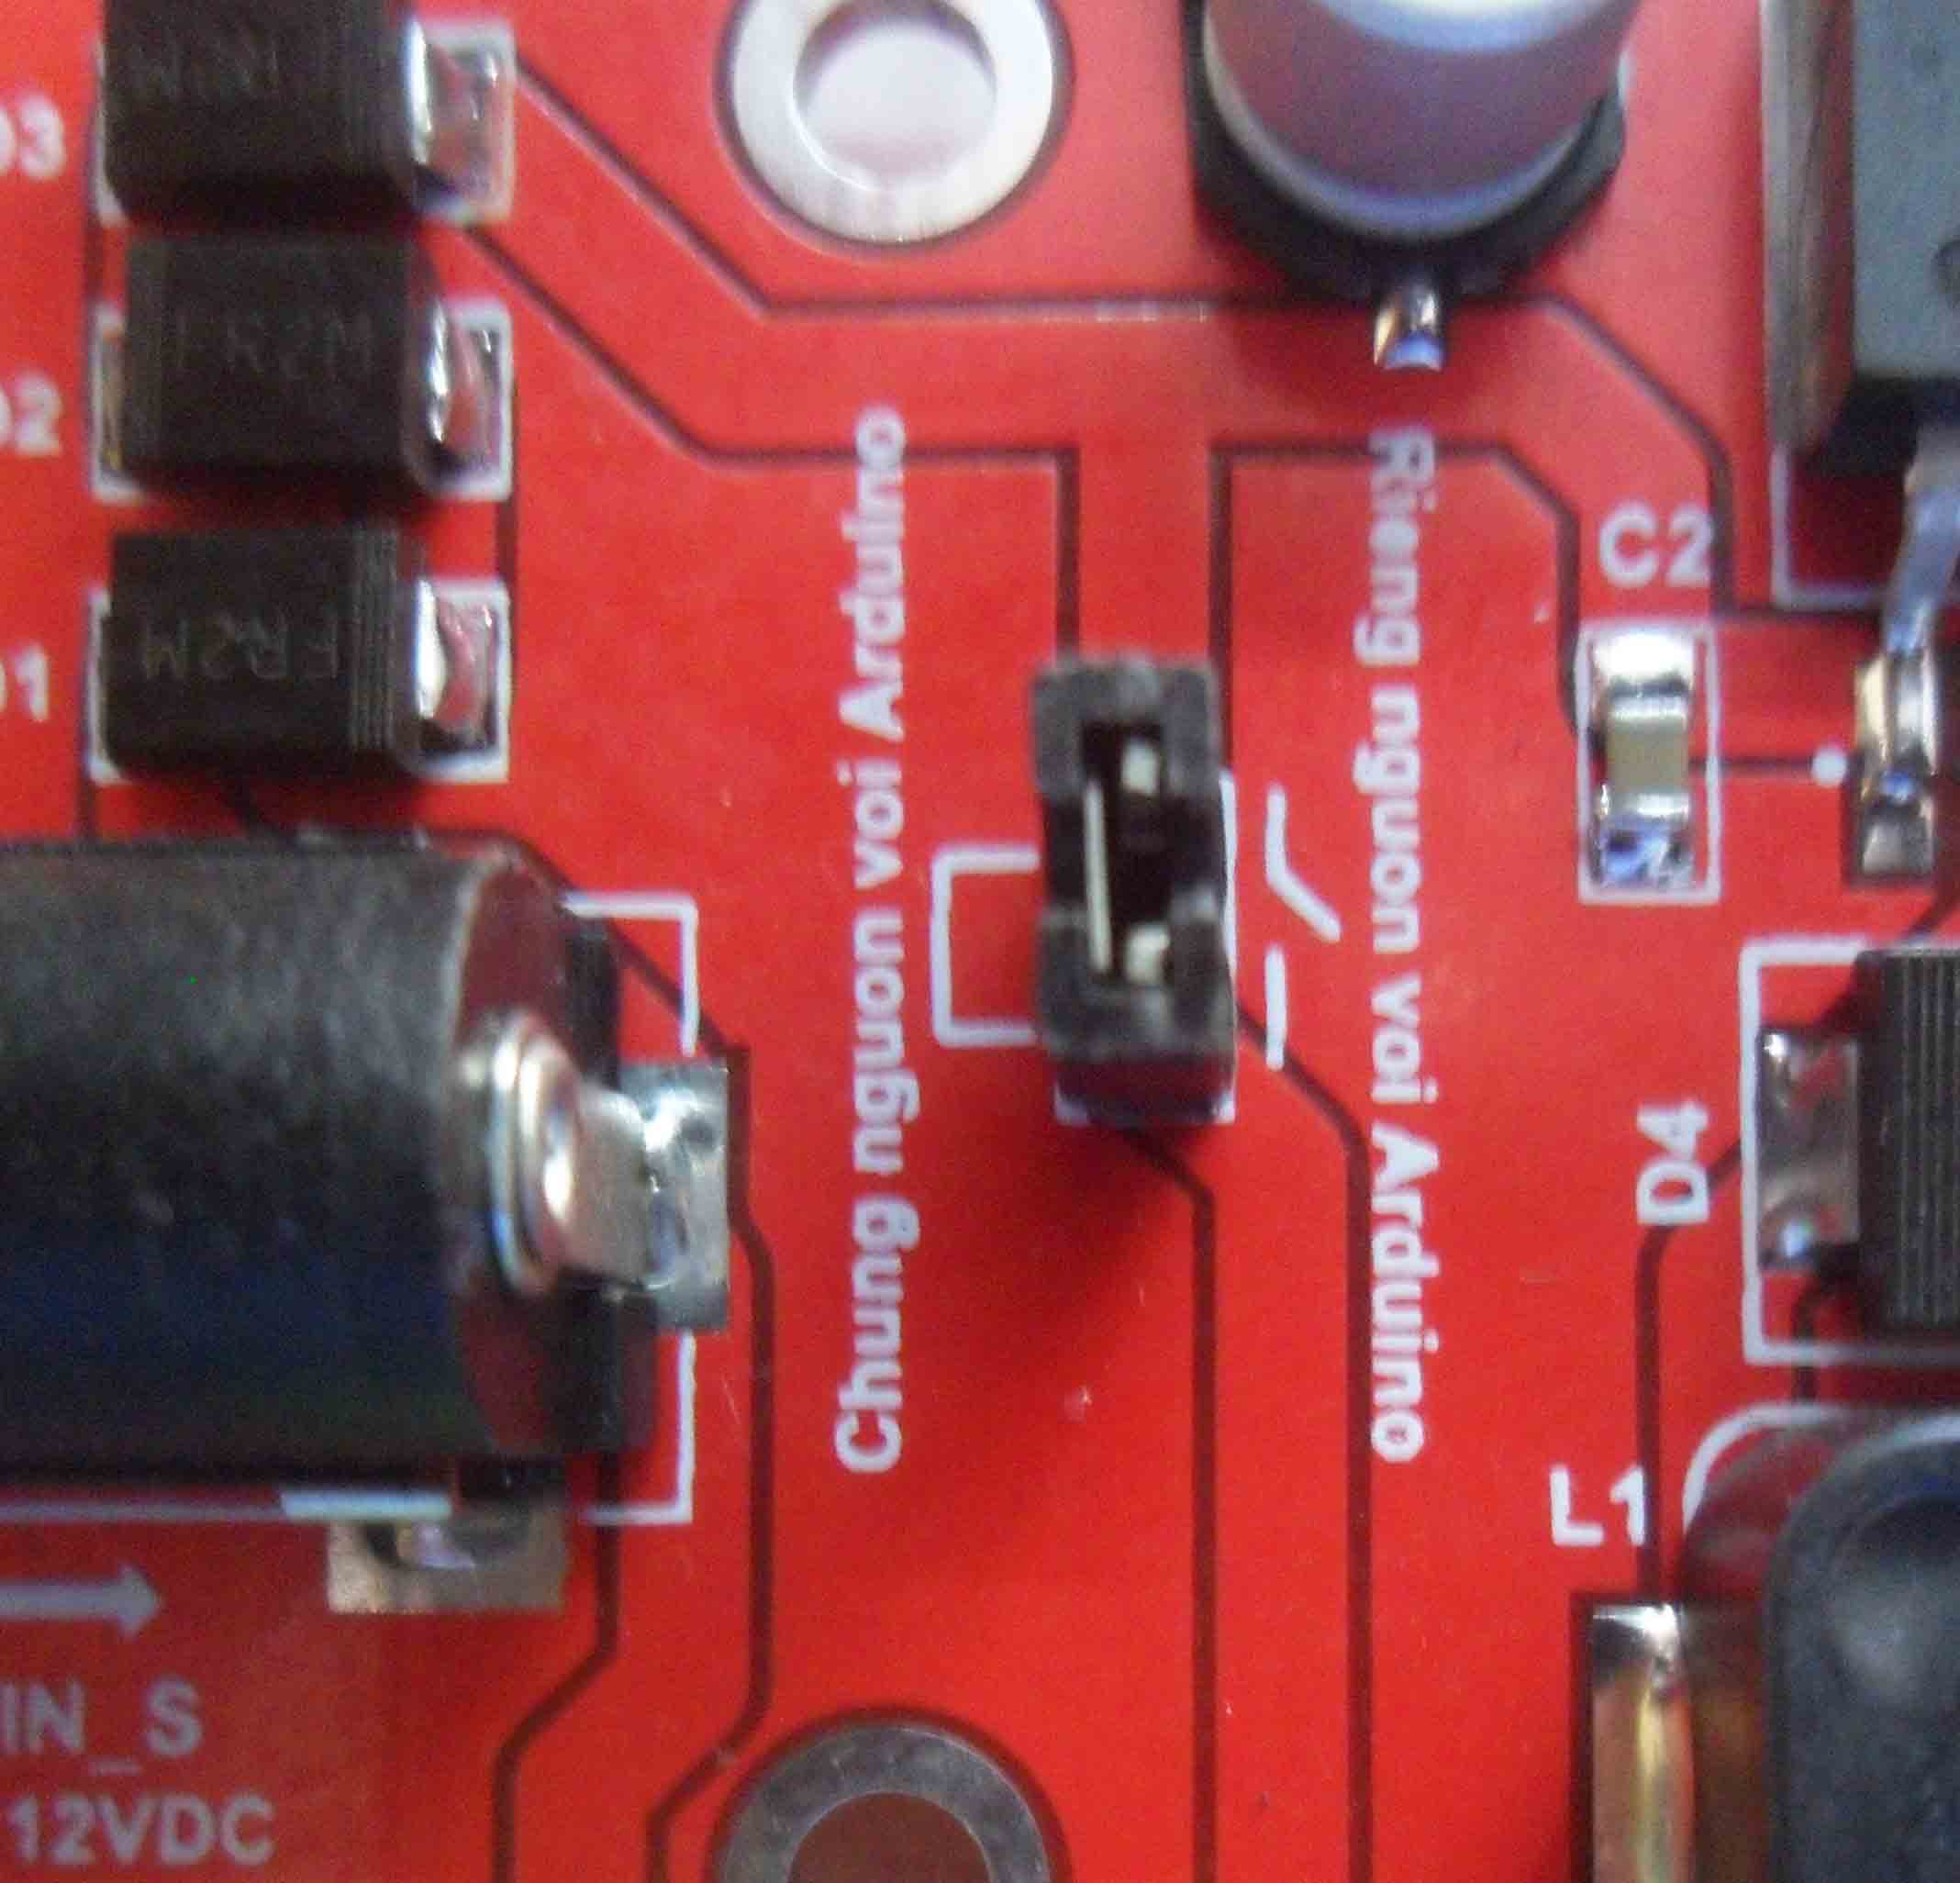 D3
FR2M
D2
FR2M
D1
Chung nguon voi Arduino
Rieng nguon voi Arduino
C2
D4
L1
IN_S
12VDC